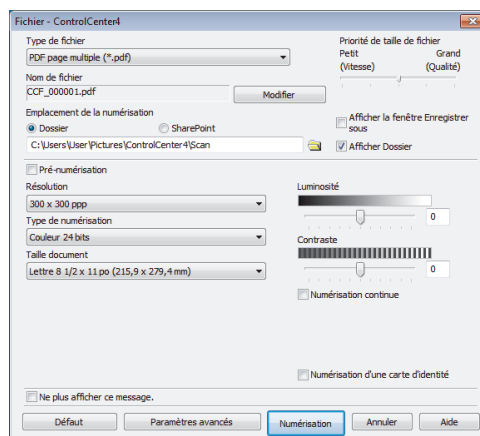 Fichier - ControlCenter4
Type de fichier
PDF page multiple (*.pdf)
Priorité de taille de fichier
Petit Grand
(Vitesse) (Qualité)
Nom de fichier
CCF_000001.pdf
Modifier
Emplacement de la numérisation
Dossier SharePoint
Afficher la fenêtre Enregistrer
sous
C:\Users\User\Pictures\ControlCenter4\Scan
Afficher Dossier
Pré-numérisation
Résolution
300 x 300 ppp
Luminosité
0
Type de numérisation
Couleur 24 bits
Contraste
0
Taille document
Lettre 8 1/2 x 11 po (215,9 x 279,4 mm)
Numérisation continue
Numérisation d'une carte d'identité
Ne plus afficher ce message.
Défaut Paramètres avancés Numérisation Annuler Aide